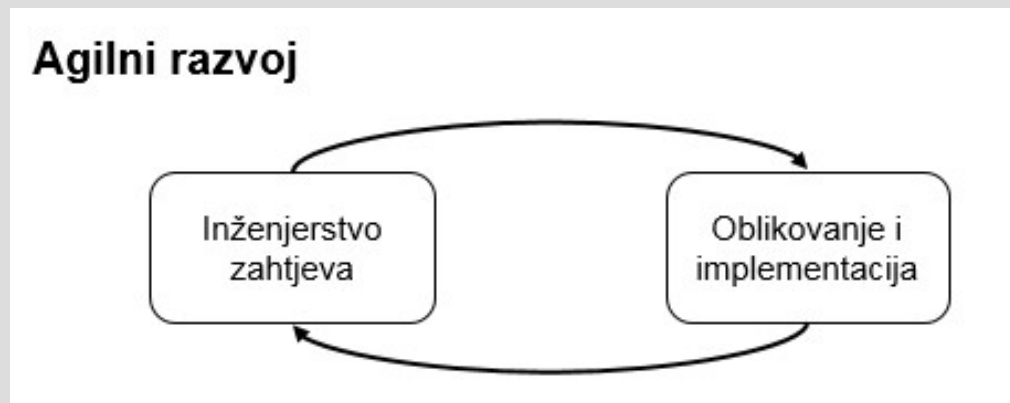 Agilni razvoj
Inženjerstvo
zahtjeva
Oblikovanje i
implementacija